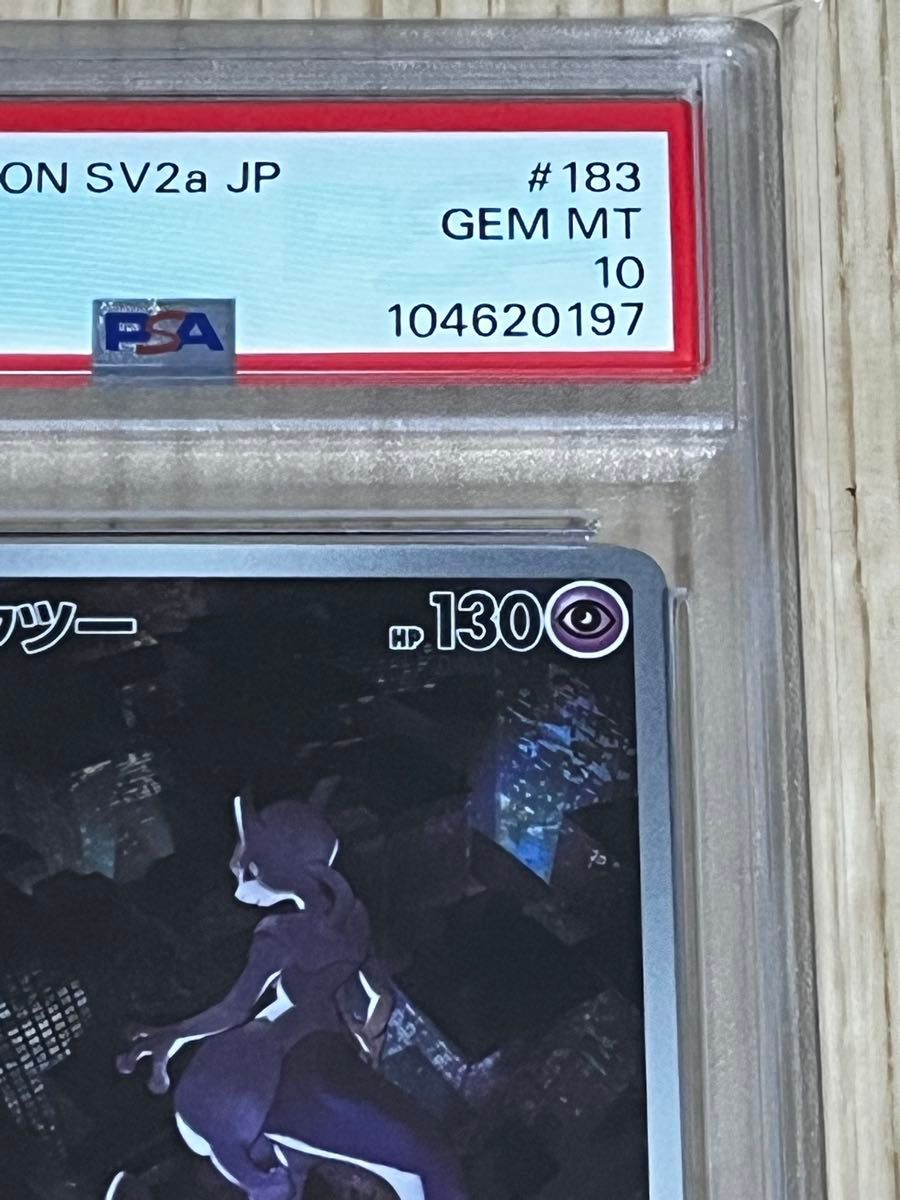 ON SV2a JP #183
GEM MT
10
PSA 104620197
ツー HP 130